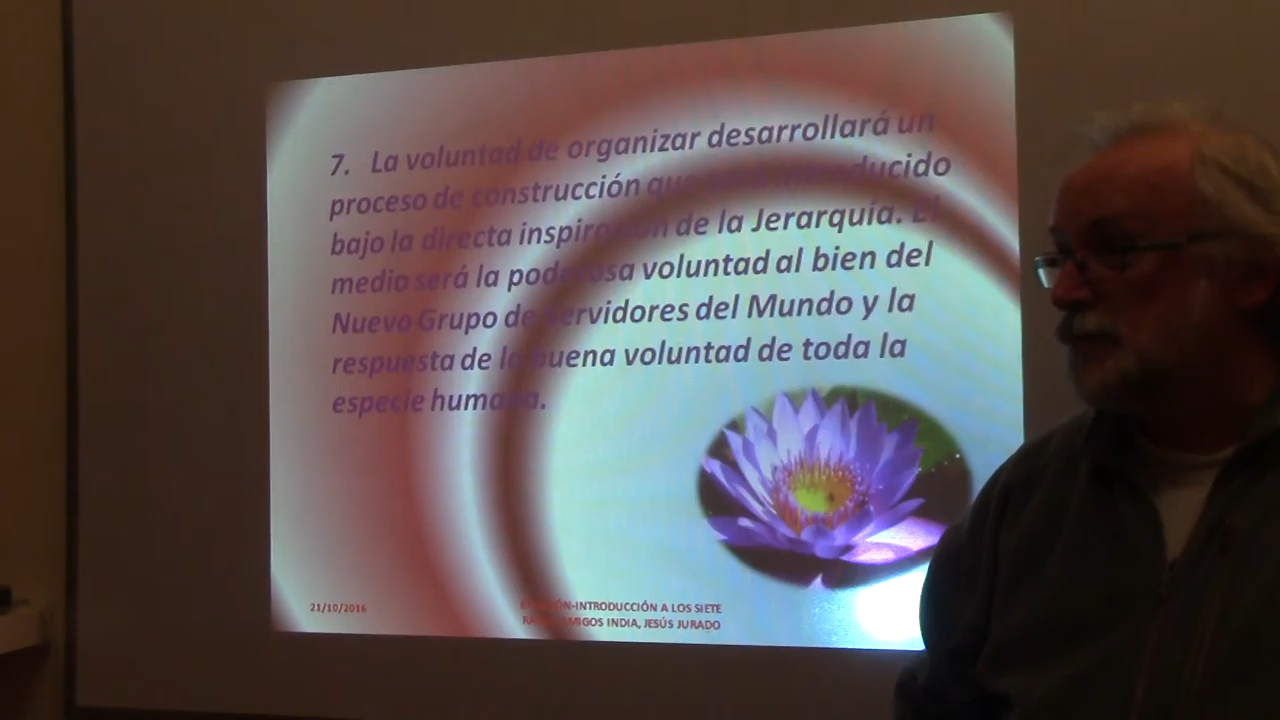 7. La voluntad de organizar desarrollará un
proceso de construcción que será introducido
bajo la directa inspiración de la Jerarquía. El
medio será la poderosa voluntad al bien del
Nuevo Grupo de Servidores del Mundo y la
respuesta de la buena voluntad de toda la
especie humana.
21/10/2016
-INTRODUCCIÓN A LOS SIETE
AMIGOS INDIA, JESÚS JURADO